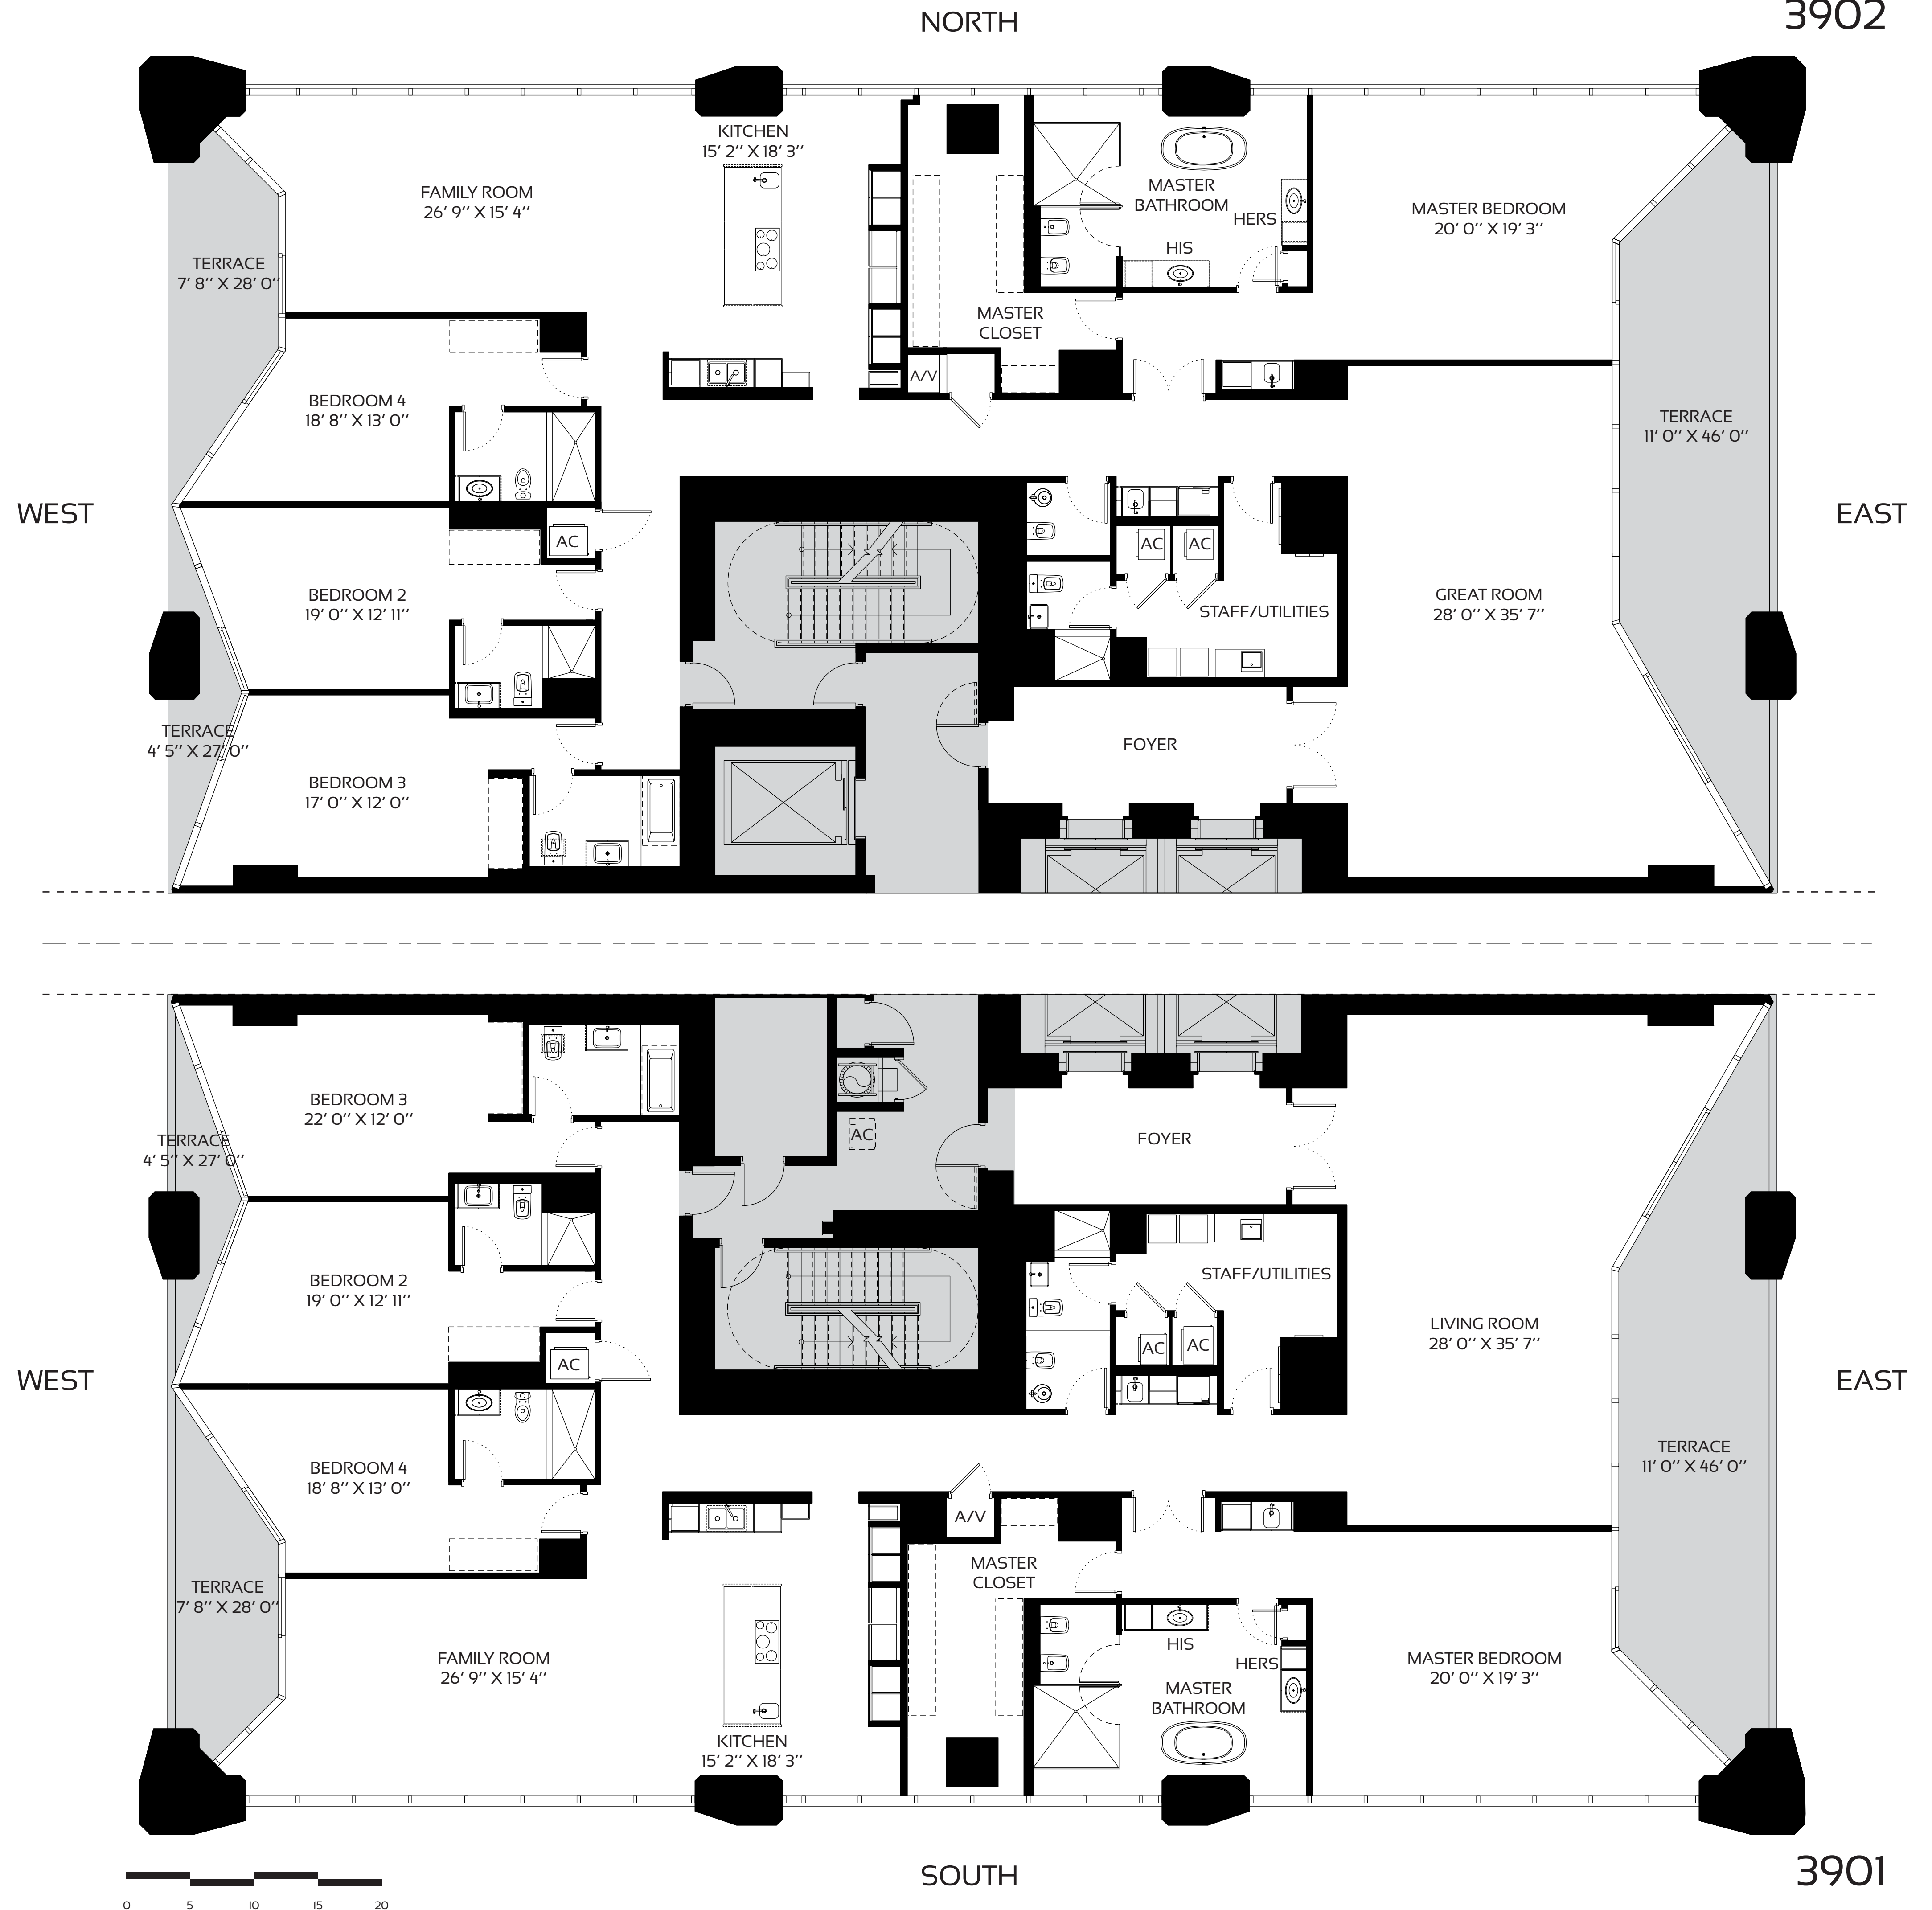 3902
NORTH
KITCHEN
15’ 2’’ X 18’ 3’’
FAMILY ROOM
26’ 9’’ X 15’ 4’’
MASTER
BATHROOM
HERS
HIS
MASTER BEDROOM
20’ 0’’ X 19’ 3’’
TERRACE
7’ 8’’ X 28’ 0’’
MASTER
CLOSET
A/V
BEDROOM 4
18’ 8’’ X 13’ 0’’
TERRACE
11’ 0’’ X 46’ 0’’
WEST
EAST
AC
AC
AC
BEDROOM 2
19’ 0’’ X 12’ 11’’
STAFF/UTILITIES
GREAT ROOM
28’ 0’’ X 35’ 7’’
TERRACE
4’ 5’’ X 27’ 0’’
FOYER
BEDROOM 3
17’ 0’’ X 12’ 0’’
BEDROOM 3
22’ 0’’ X 12’ 0’’
TERRACE
4’ 5’’ X 27’ 0’’
AC
FOYER
BEDROOM 2
19’ 0’’ X 12’ 11’’
STAFF/UTILITIES
LIVING ROOM
28’ 0’’ X 35’ 7’’
AC
AC
AC
WEST
EAST
BEDROOM 4
18’ 8’’ X 13’ 0’’
TERRACE
11’ 0’’ X 46’ 0’’
A/V
MASTER
CLOSET
TERRACE
7’ 8’’ X 28’ 0’’
HIS
HERS
FAMILY ROOM
26’ 9’’ X 15’ 4’’
MASTER BEDROOM
20’ 0’’ X 19’ 3’’
MASTER
BATHROOM
KITCHEN
15’ 2’’ X 18’ 3’’
SOUTH
3901
0 5 10 15 20